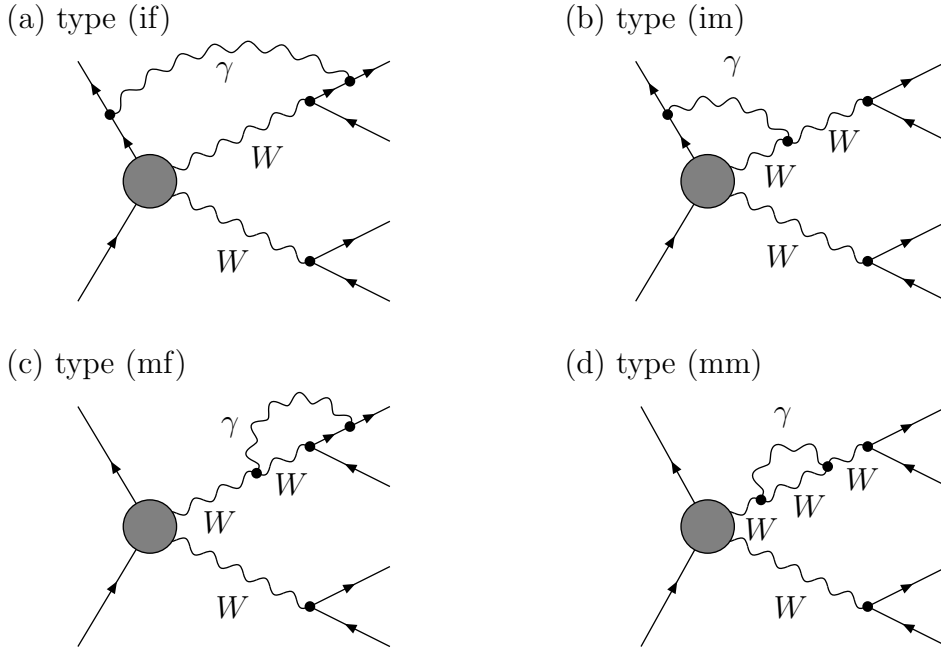 (a) type (if)
γ
W
W
(b) type (im)
γ
W
W
W
(c) type (mf)
γ
W
W
W
(d) type (mm)
γ
W
W
W
W